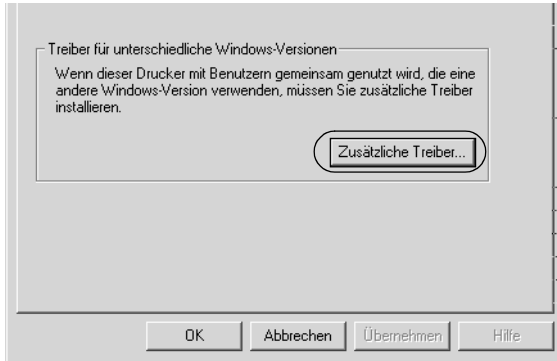 Treiber für unterschiedliche Windows-Versionen
Wenn dieser Drucker mit Benutzern gemeinsam genutzt wird, die eine
andere Windows-Version verwenden, müssen Sie zusätzliche Treiber
installieren.
Zusätzliche Treiber...
OK Abbrechen Übernehmen Hilfe